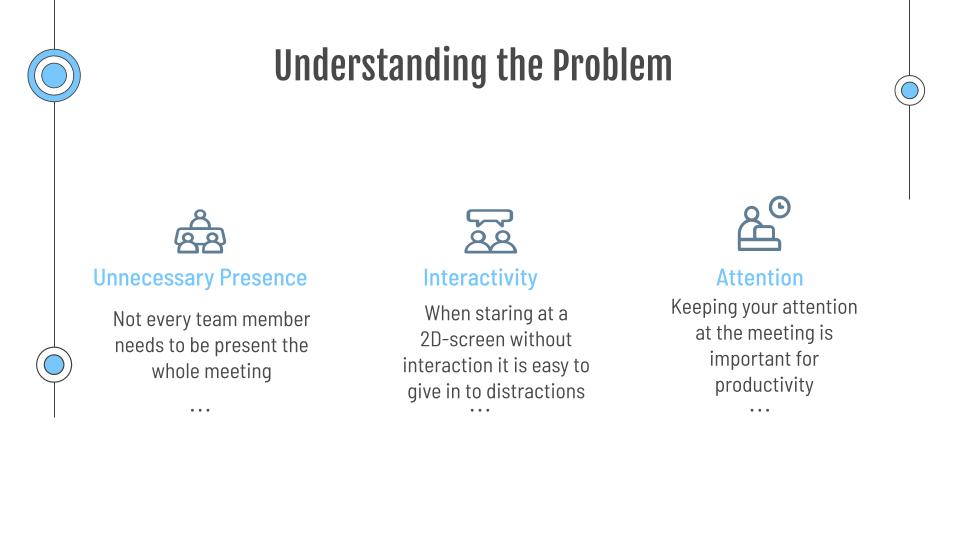 Understanding the Problem
Unnecessary Presence
Not every team member
needs to be present the
whole meeting
...
Interactivity
When staring at a
2D-screen without
interaction it is easy to
give in to distractions
...
Attention
Keeping your attention
at the meeting is
important for
productivity
...